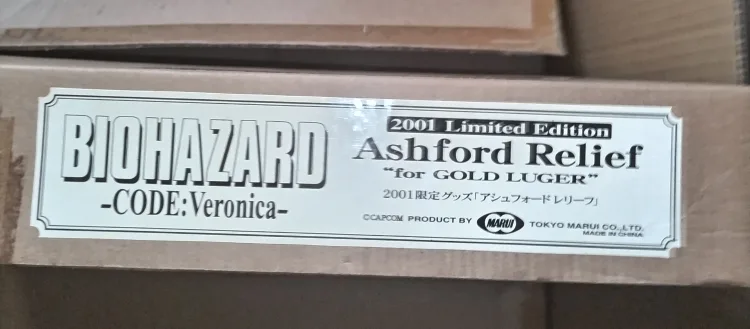 BIOHAZARD
-CODE:Veronica-
2001 Limited Edition
Ashford Relief
"for GOLD LUGER"
2001限定グッズ「アシュフォードレリーフ」
©CAPCOM PRODUCT BY MARUI TOKYO MARUI CO.,LTD.
MADE IN CHINA